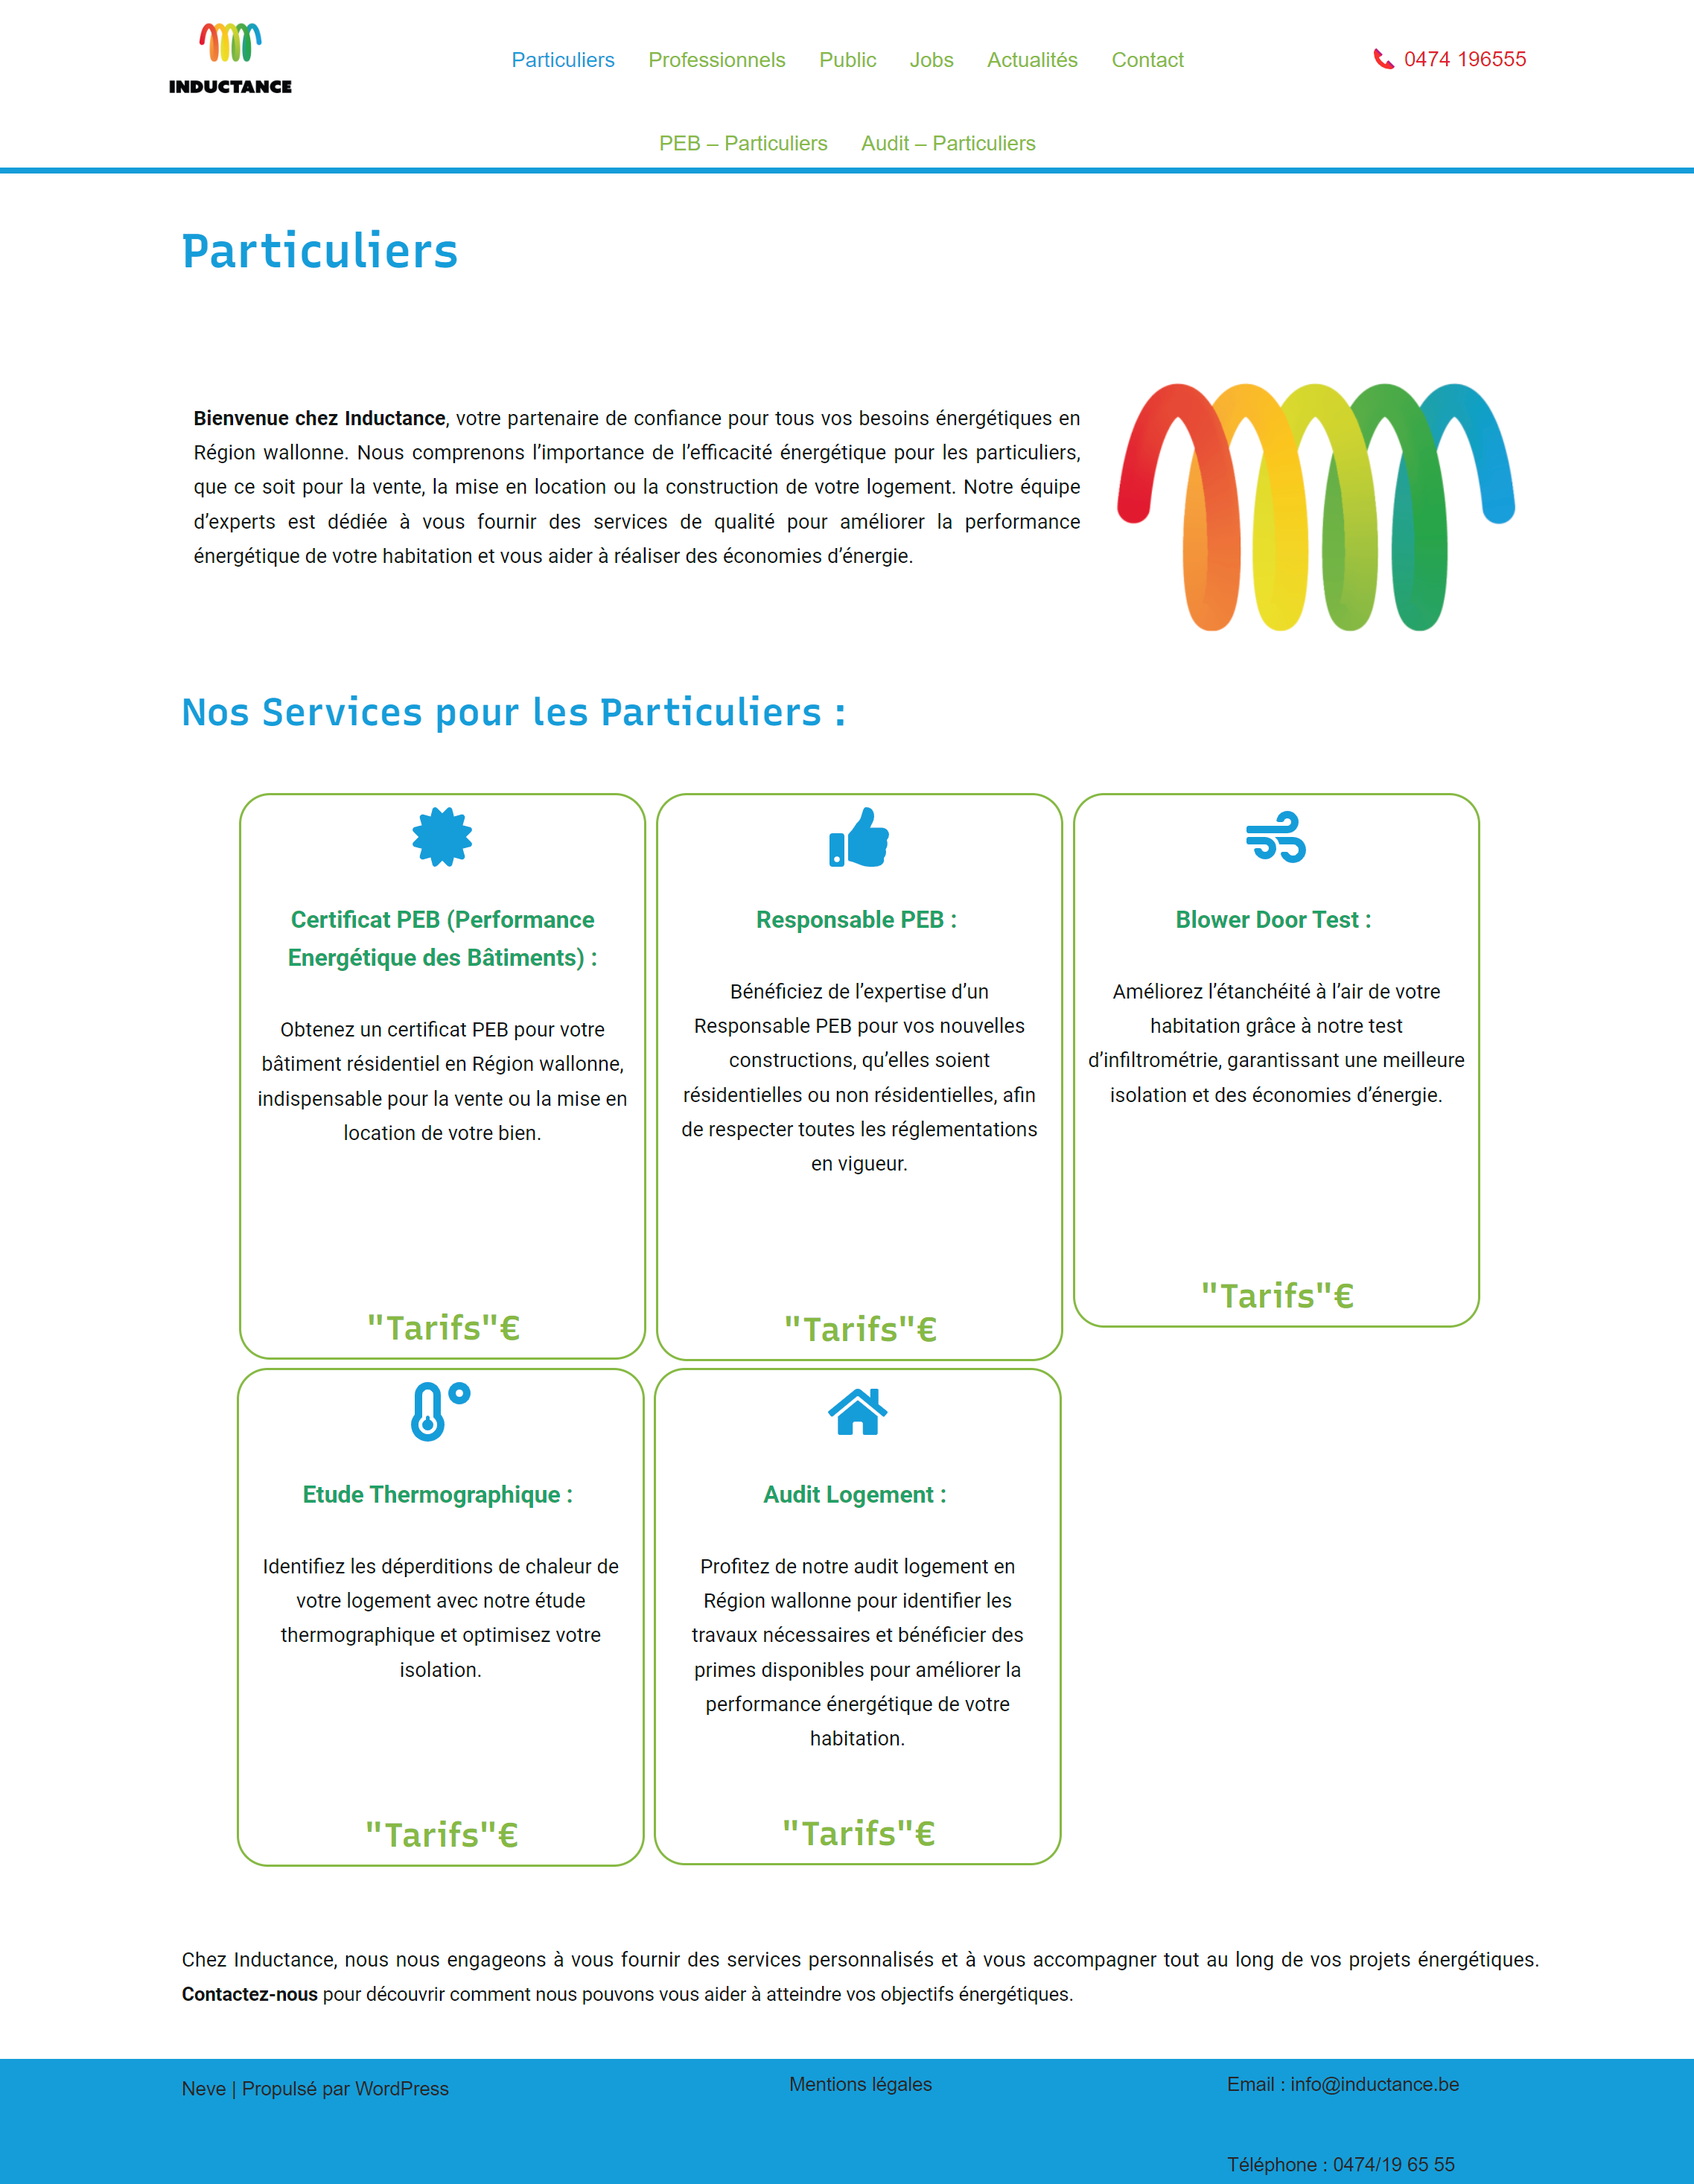 INDUCTANCE
Particuliers Professionnels Public Jobs Actualités Contact
0474 196555
PEB – Particuliers Audit – Particuliers
Particuliers
Bienvenue chez Inductance, votre partenaire de confiance pour tous vos besoins énergétiques en
Région wallonne. Nous comprenons l’importance de l’efficacité énergétique pour les particuliers,
que ce soit pour la vente, la mise en location ou la construction de votre logement. Notre équipe
d’experts est dédiée à vous fournir des services de qualité pour améliorer la performance
énergétique de votre habitation et vous aider à réaliser des économies d’énergie.
Nos Services pour les Particuliers :
Certificat PEB (Performance
Energétique des Bâtiments) :
Obtenez un certificat PEB pour votre
bâtiment résidentiel en Région wallonne,
indispensable pour la vente ou la mise en
location de votre bien.
"Tarifs"€
Responsable PEB :
Bénéficiez de l’expertise d’un
Responsable PEB pour vos nouvelles
constructions, qu’elles soient
résidentielles ou non résidentielles, afin
de respecter toutes les réglementations
en vigueur.
"Tarifs"€
Blower Door Test :
Améliorez l’étanchéité à l’air de votre
habitation grâce à notre test
d’infiltrométrie, garantissant une meilleure
isolation et des économies d’énergie.
"Tarifs"€
Etude Thermographique :
Identifiez les déperditions de chaleur de
votre logement avec notre étude
thermographique et optimisez votre
isolation.
"Tarifs"€
Audit Logement :
Profitez de notre audit logement en
Région wallonne pour identifier les
travaux nécessaires et bénéficier des
primes disponibles pour améliorer la
performance énergétique de votre
habitation.
"Tarifs"€
Chez Inductance, nous nous engageons à vous fournir des services personnalisés et à vous accompagner tout au long de vos projets énergétiques.
Contactez-nous pour découvrir comment nous pouvons vous aider à atteindre vos objectifs énergétiques.
Neve | Propulsé par WordPress
Mentions légales
Email : info@inductance.be
Téléphone : 0474/19 65 55